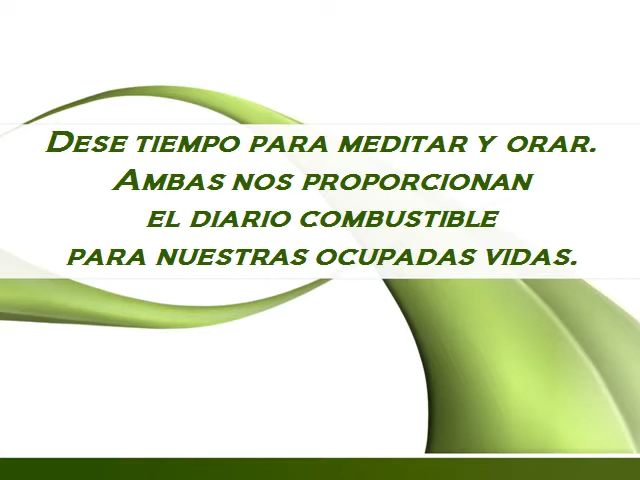 Dese tiempo para meditar y orar.
Ambas nos proporcionan
el diario combustible
para nuestras ocupadas vidas.